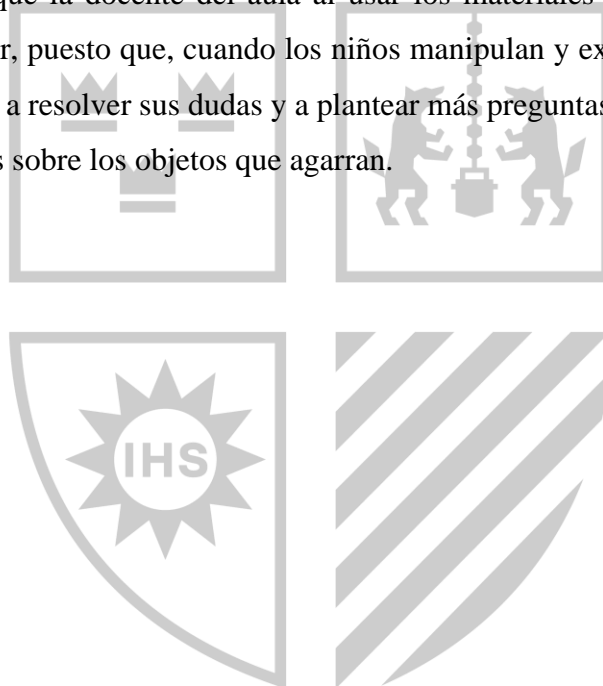 que la docente del aula al usar los materiales
r, puesto que, cuando los niños manipulan y ex
a resolver sus dudas y a plantear más preguntas
s sobre los objetos que agarran.
IHS